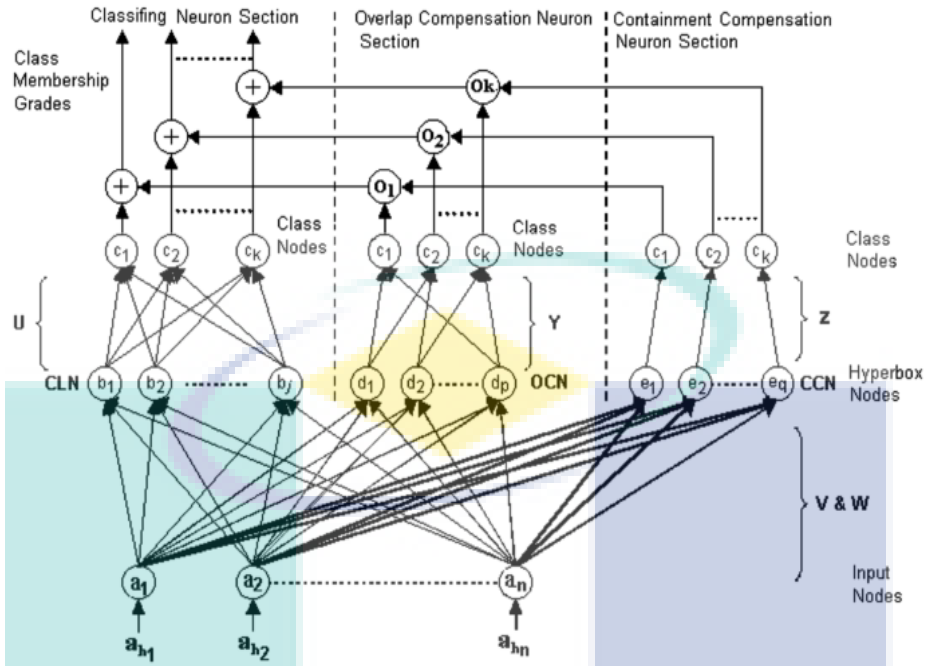 Classifing Neuron Section
Overlap Compensation Neuron
Section
Containment Compensation
Neuron Section
Class
Membership
Grades
+ Ok
+ O2
+ O1
Class
Nodes
Class
Nodes
Class
Nodes
c1 c2 ck c1 c2 ck c1 c2 ck
U Y Z
CLN b1 b2 bj d1 d2 dp OCN e1 e2 eq CCN
Hyperbox
Nodes
V & W
a1 a2 an
Input
Nodes
ah1 ah2 ahn